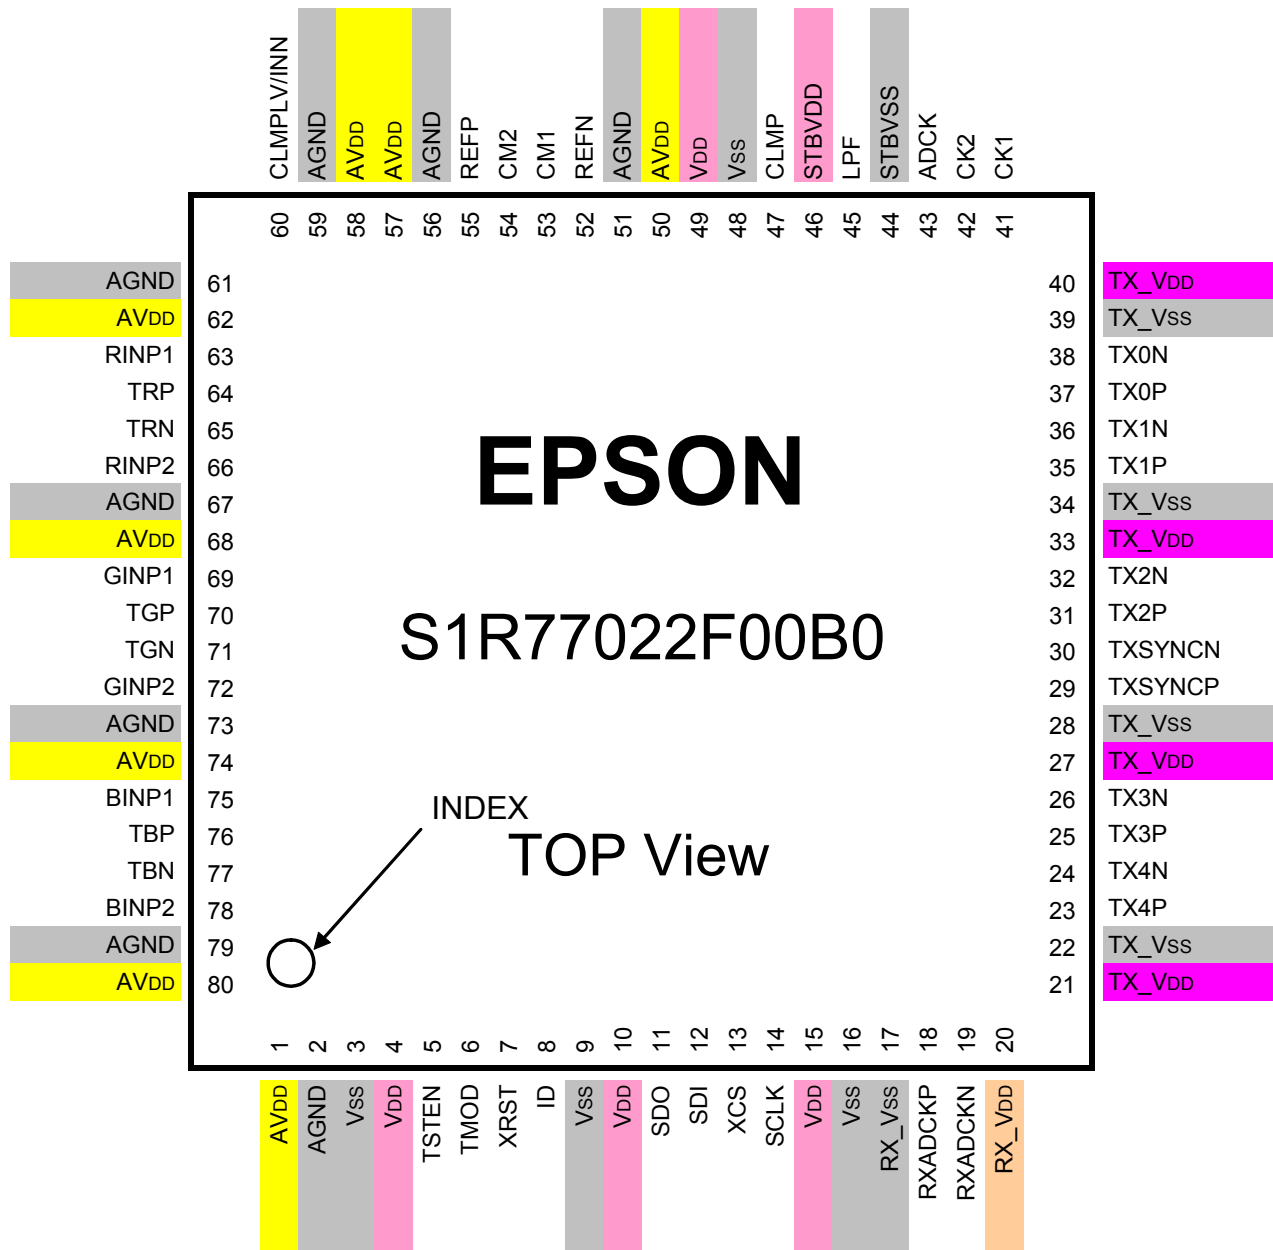 CLMPLV/INN AGND AVDD AVDD AGND REFP CM2 CM1 REFN AGND AVDD VDD VSS CLMP STBVDD LPF STBVSS ADCK CK2 CK1
60 59 58 57 56 55 54 53 52 51 50 49 48 47 46 45 44 43 42 41
AGND 61 40 TX_VDD
AVDD 62 39 TX_VSS
RINP1 63 38 TX0N
TRP 64 37 TX0P
TRN 65 36 TX1N
RINP2 66 35 TX1P
EPSON
AGND 67 34 TX_VSS
AVDD 68 33 TX_VDD
GINP1 69 32 TX2N
TGP 70 31 TX2P
S1R77022F00B0
TGN 71 30 TXSYNCN
GINP2 72 29 TXSYNCP
AGND 73 28 TX_VSS
AVDD 74 27 TX_VDD
BINP1 75 26 TX3N
INDEX
TBP 76 25 TX3P
TOP View
TBN 77 24 TX4N
BINP2 78 23 TX4P
AGND 79 22 TX_VSS
AVDD 80 21 TX_VDD
1 2 3 4 5 6 7 8 9 10 11 12 13 14 15 16 17 18 19 20
AVDD AGND VSS VDD TSTEN TMOD XRST ID VSS VDD SDO SDI XCS SCLK VDD VSS RX_VSS RXADCKP RXADCKN RX_VDD